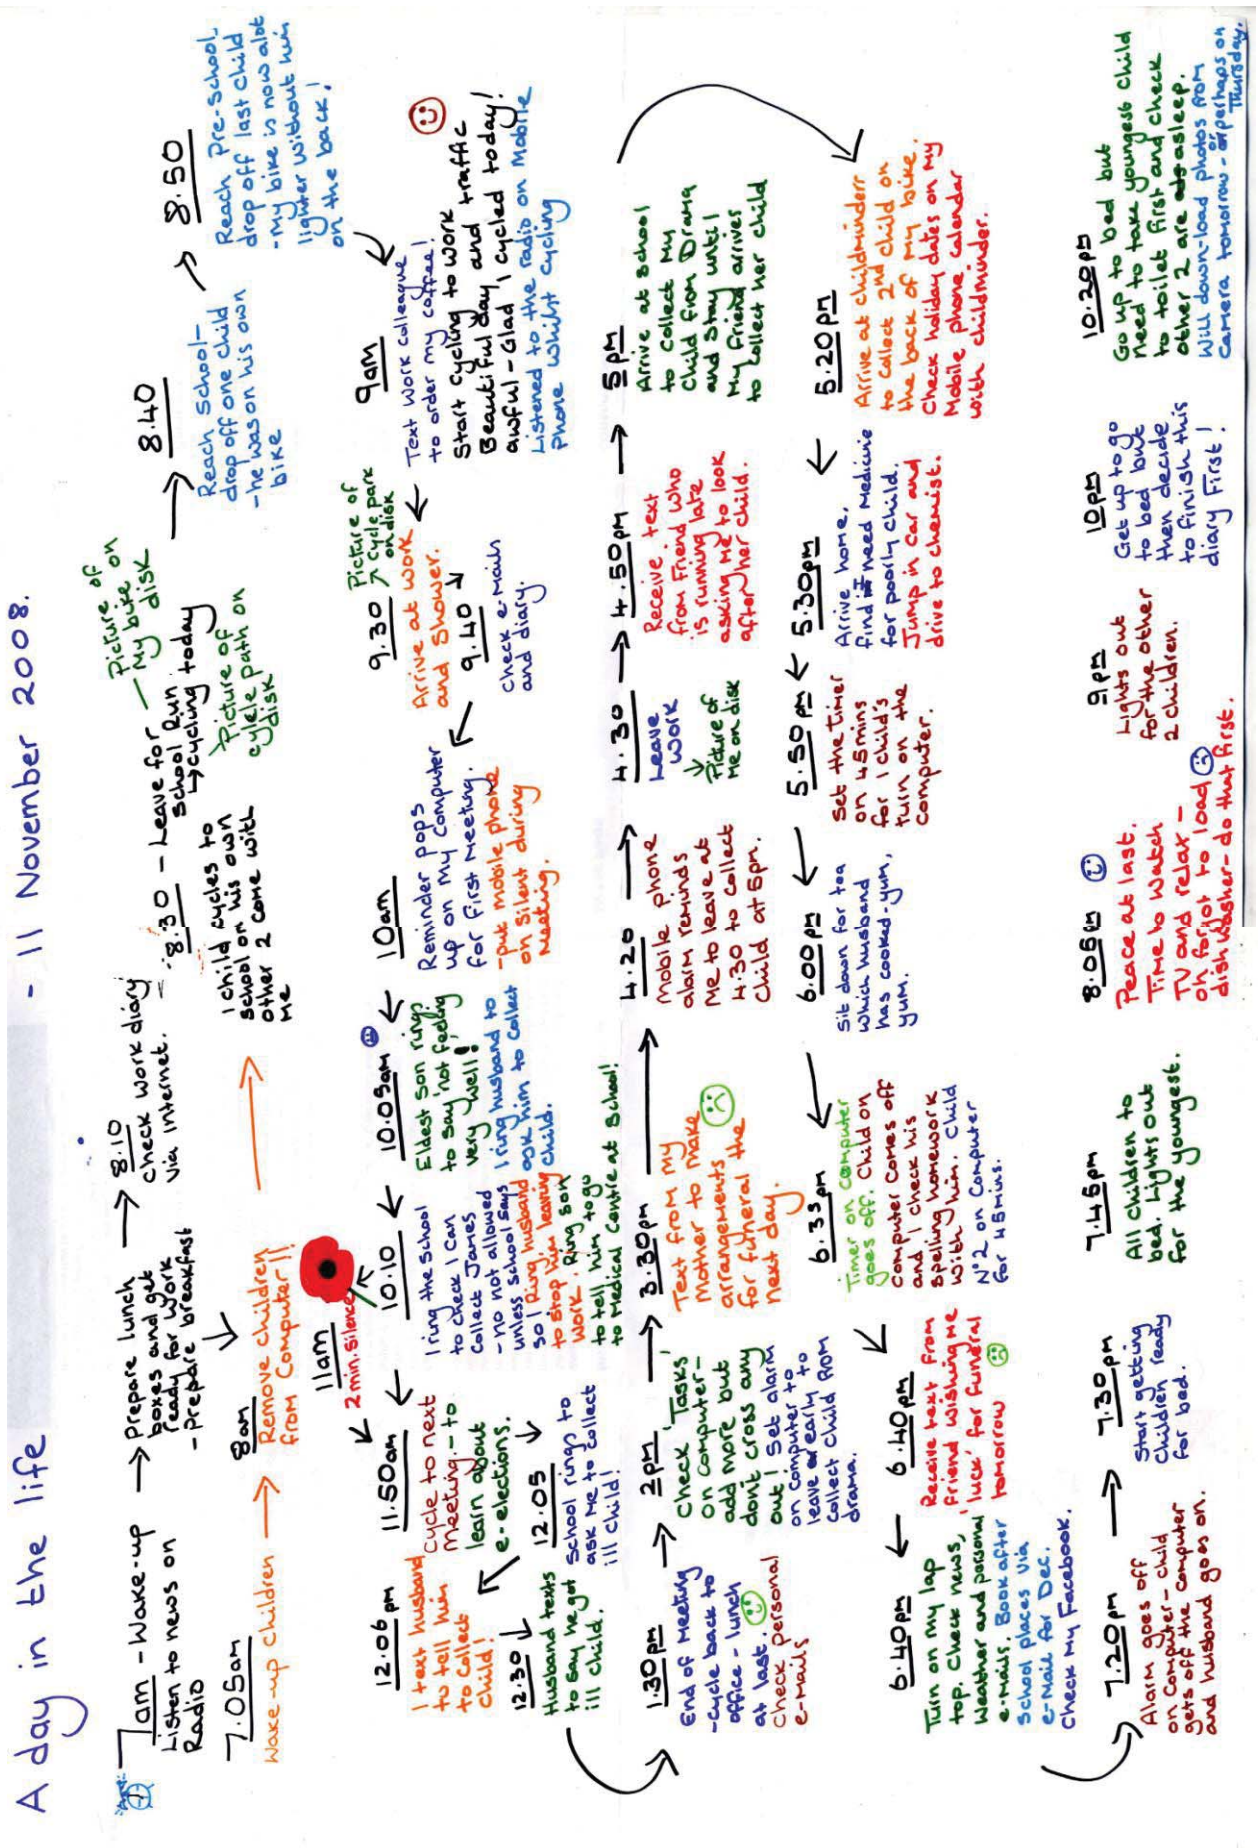 A day in the life - 11 November 2008.
7am - Wake-up
Listen to news on
Radio
Prepare lunch
boxes and get
ready for work
- Prepare breakfast
8.10
Check work diary
via internet.
8.30 - Leave for
school Run
cycling today
Picture of
my bike on
disk
Picture of
cycle path on
disk
1 child cycles to
school on his own
other 2 come with
me
7.05am
Wake-up children
8am
Remove children
from computer!!
8.40
Reach School-
drop off one child
- he was on his own
bike
8.50
Reach Pre-school,
drop off last child
- my bike is now alot
lighter without him
on the back!
9am
Text work colleague
to order my coffee!
Start cycling to work
Beautiful day and traffic
awful - Glad I cycled today!
Listened to the radio on mobile
phone whilst cycling
9.30
Picture of
cycle park
on disk
Arrive at work
and shower.
9.40
check e-mails
and diary.
10am
Reminder pops
up on my computer
for first meeting.
- put mobile phone
on silent during
meeting.
10.05am
Eldest son rings
to say 'not feeling
very well'!
I ring husband to
ask him to collect
child.
10.10
I ring the school
to check I can
collect James
- no not allowed
unless school says
so! Ring husband
to stop him leaving
work. Ring son
to tell him to go
to Medical Centre at school!
11am
2 min. silence
11.50am
Cycle to next
meeting - to
learn about
e-elections.
12.05
School rings to
ask me to collect
ill child!
12.06pm
I text husband
to tell him
to collect
child!
12.30
Husband texts
to say he got
ill child.
1.30pm
End of meeting
- cycle back to
office - lunch
at last.
Check personal
e-mails
2pm
Check 'Tasks'
on computer -
add more but
don't cross any
out! Set alarm
on computer to
leave early to
collect child from
drama.
3.30pm
Text from my
mother to make
arrangements
for funeral the
next day.
4.20
Mobile phone
alarm reminds
me to leave at
4.30 to collect
child at 5pm.
4.30
Leave
work
Picture of
me on disk
4.50pm
Receive text
from friend who
is running late
asking me to look
after her child.
5pm
Arrive at school
to collect my
child from Drama
and stay until
my friend arrives
to collect her child
5.20pm
Arrive at childminders
to collect 2nd child on
the back of my bike.
Check holiday dates on my
mobile phone calendar
with childminder.
5.30pm
Arrive home,
find I need medicine
for poorly child.
Jump in car and
drive to chemist.
5.50pm
Set the timer
on 45mins
for 1 child's
turn on the
computer.
6.00pm
Sit down for tea
which husband
has cooked - yum,
yum.
6.35pm
Timer on computer
goes off. Child on
computer comes off
and I check his
spelling homework
with him. Child
N°2 on computer
for 45mins.
6.40pm
Receive text from
friend wishing me
'luck' for funeral
tomorrow
6.40pm
Turn on my lap
top. Check news,
weather and personal
e-mails. Book after
school places via
e-mail for Dec.
Check my Facebook.
7.20pm
Alarm goes off
on computer - child
gets off the computer
and husband goes on.
7.30pm
Start getting
children ready
for bed.
7.45pm
All children to
bed. Lights out
for the youngest.
8.05pm
Peace at last.
Time to watch
TV and relax -
oh forgot to load
dishwasher - do that first.
9pm
Lights out
for the other
2 children.
10pm
Get up to go
to bed but
then decide
to finish this
diary first!
10.20pm
Go up to bed but
need to take youngest child
to toilet first and check
other 2 are asleep.
Will down-load photos from
camera tomorrow - or perhaps on
Thursday.